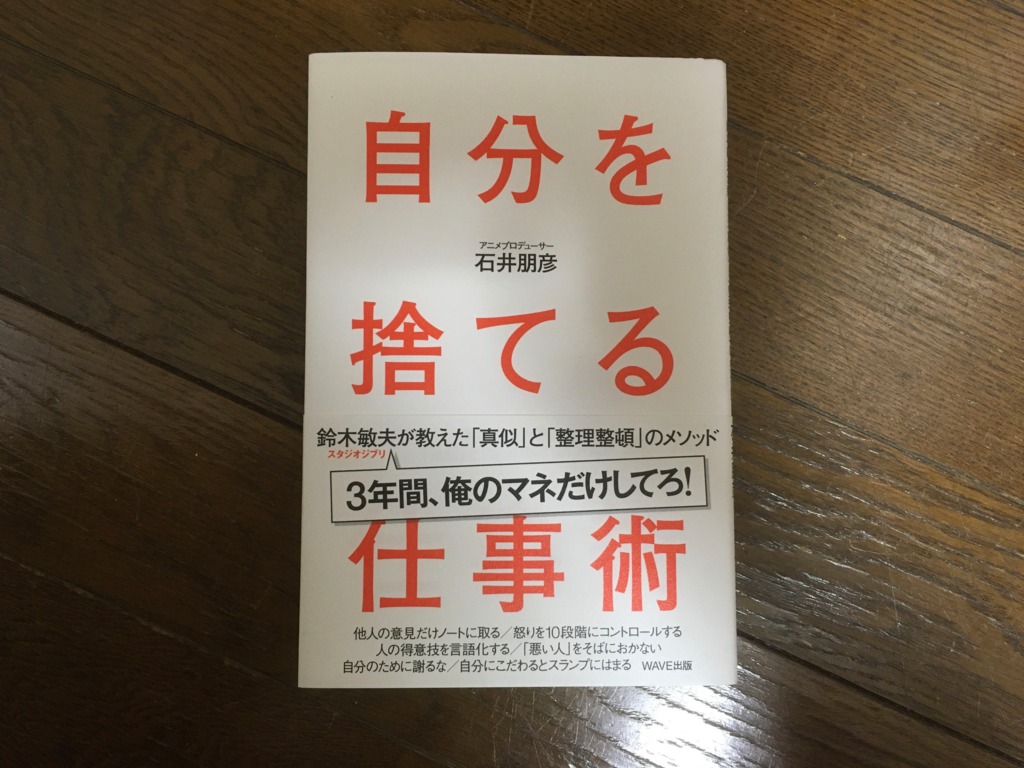 自分を
アニメプロデューサー
石井朋彦
捨てる
鈴木敏夫が教えた「真似」と「整理整頓」のメソッド
スタジオジブリ
3年間、俺のマネだけしてろ!
仕事術
他人の意見だけノートに取る/怒りを10段階にコントロールする
人の得意技を言語化する/「悪い人」をそばにおかない
自分のために謝るな/自分にこだわるとスランプにはまる WAVE出版